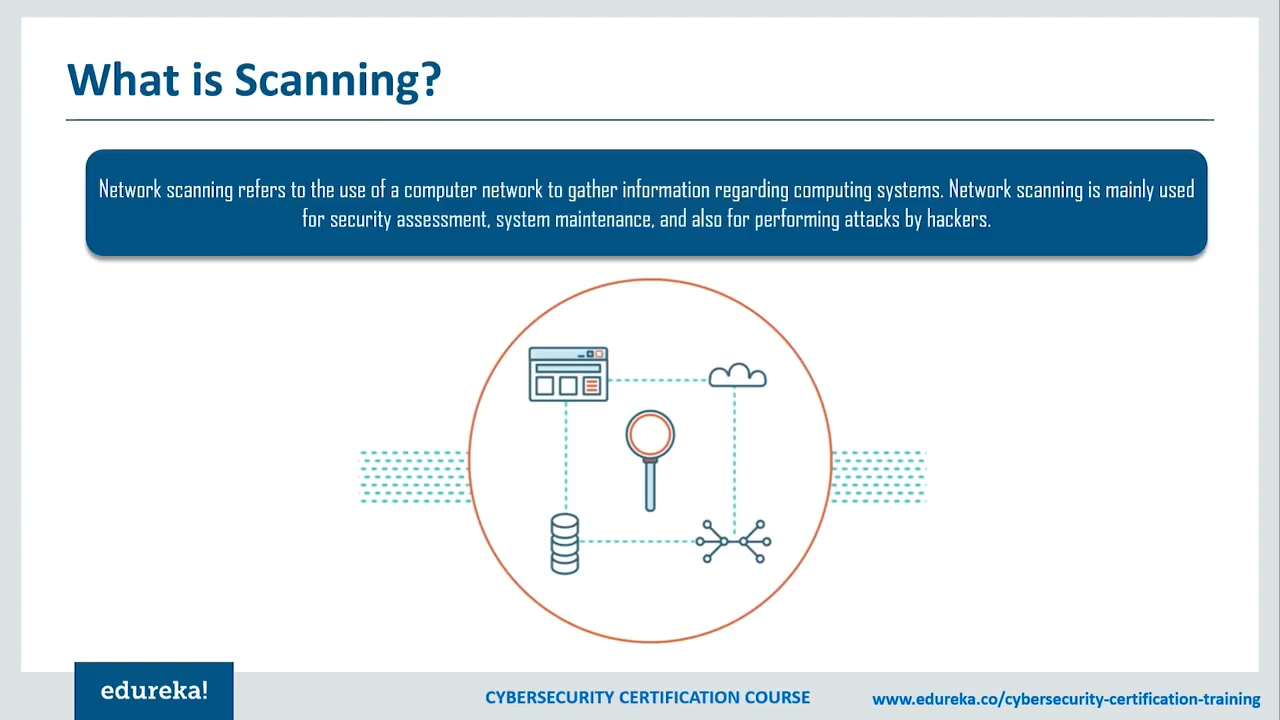 What is Scanning?
Network scanning refers to the use of a computer network to gather information regarding computing systems. Network scanning is mainly used
for security assessment, system maintenance, and also for performing attacks by hackers.
edureka!
CYBERSECURITY CERTIFICATION COURSE
www.edureka.co/cybersecurity-certification-training